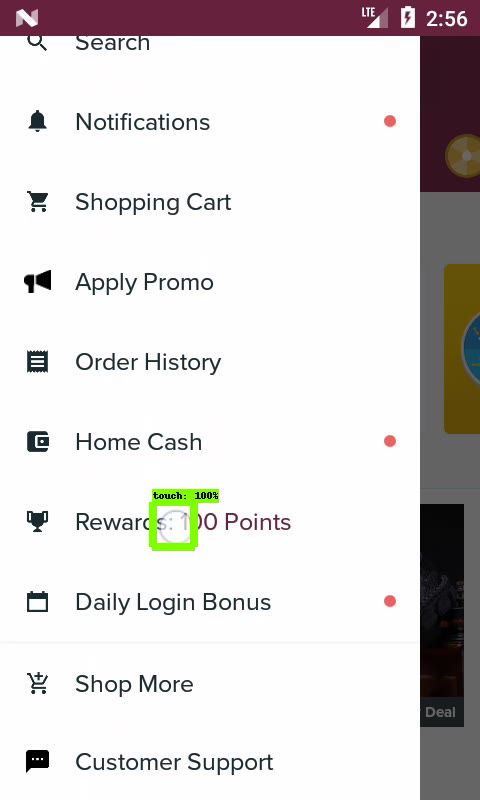 LTE 2:56
Search
Notifications
Shopping Cart
Apply Promo
Order History
Home Cash
touch: 100%
Rewards: 100 Points
Daily Login Bonus
Shop More
Deal
Customer Support